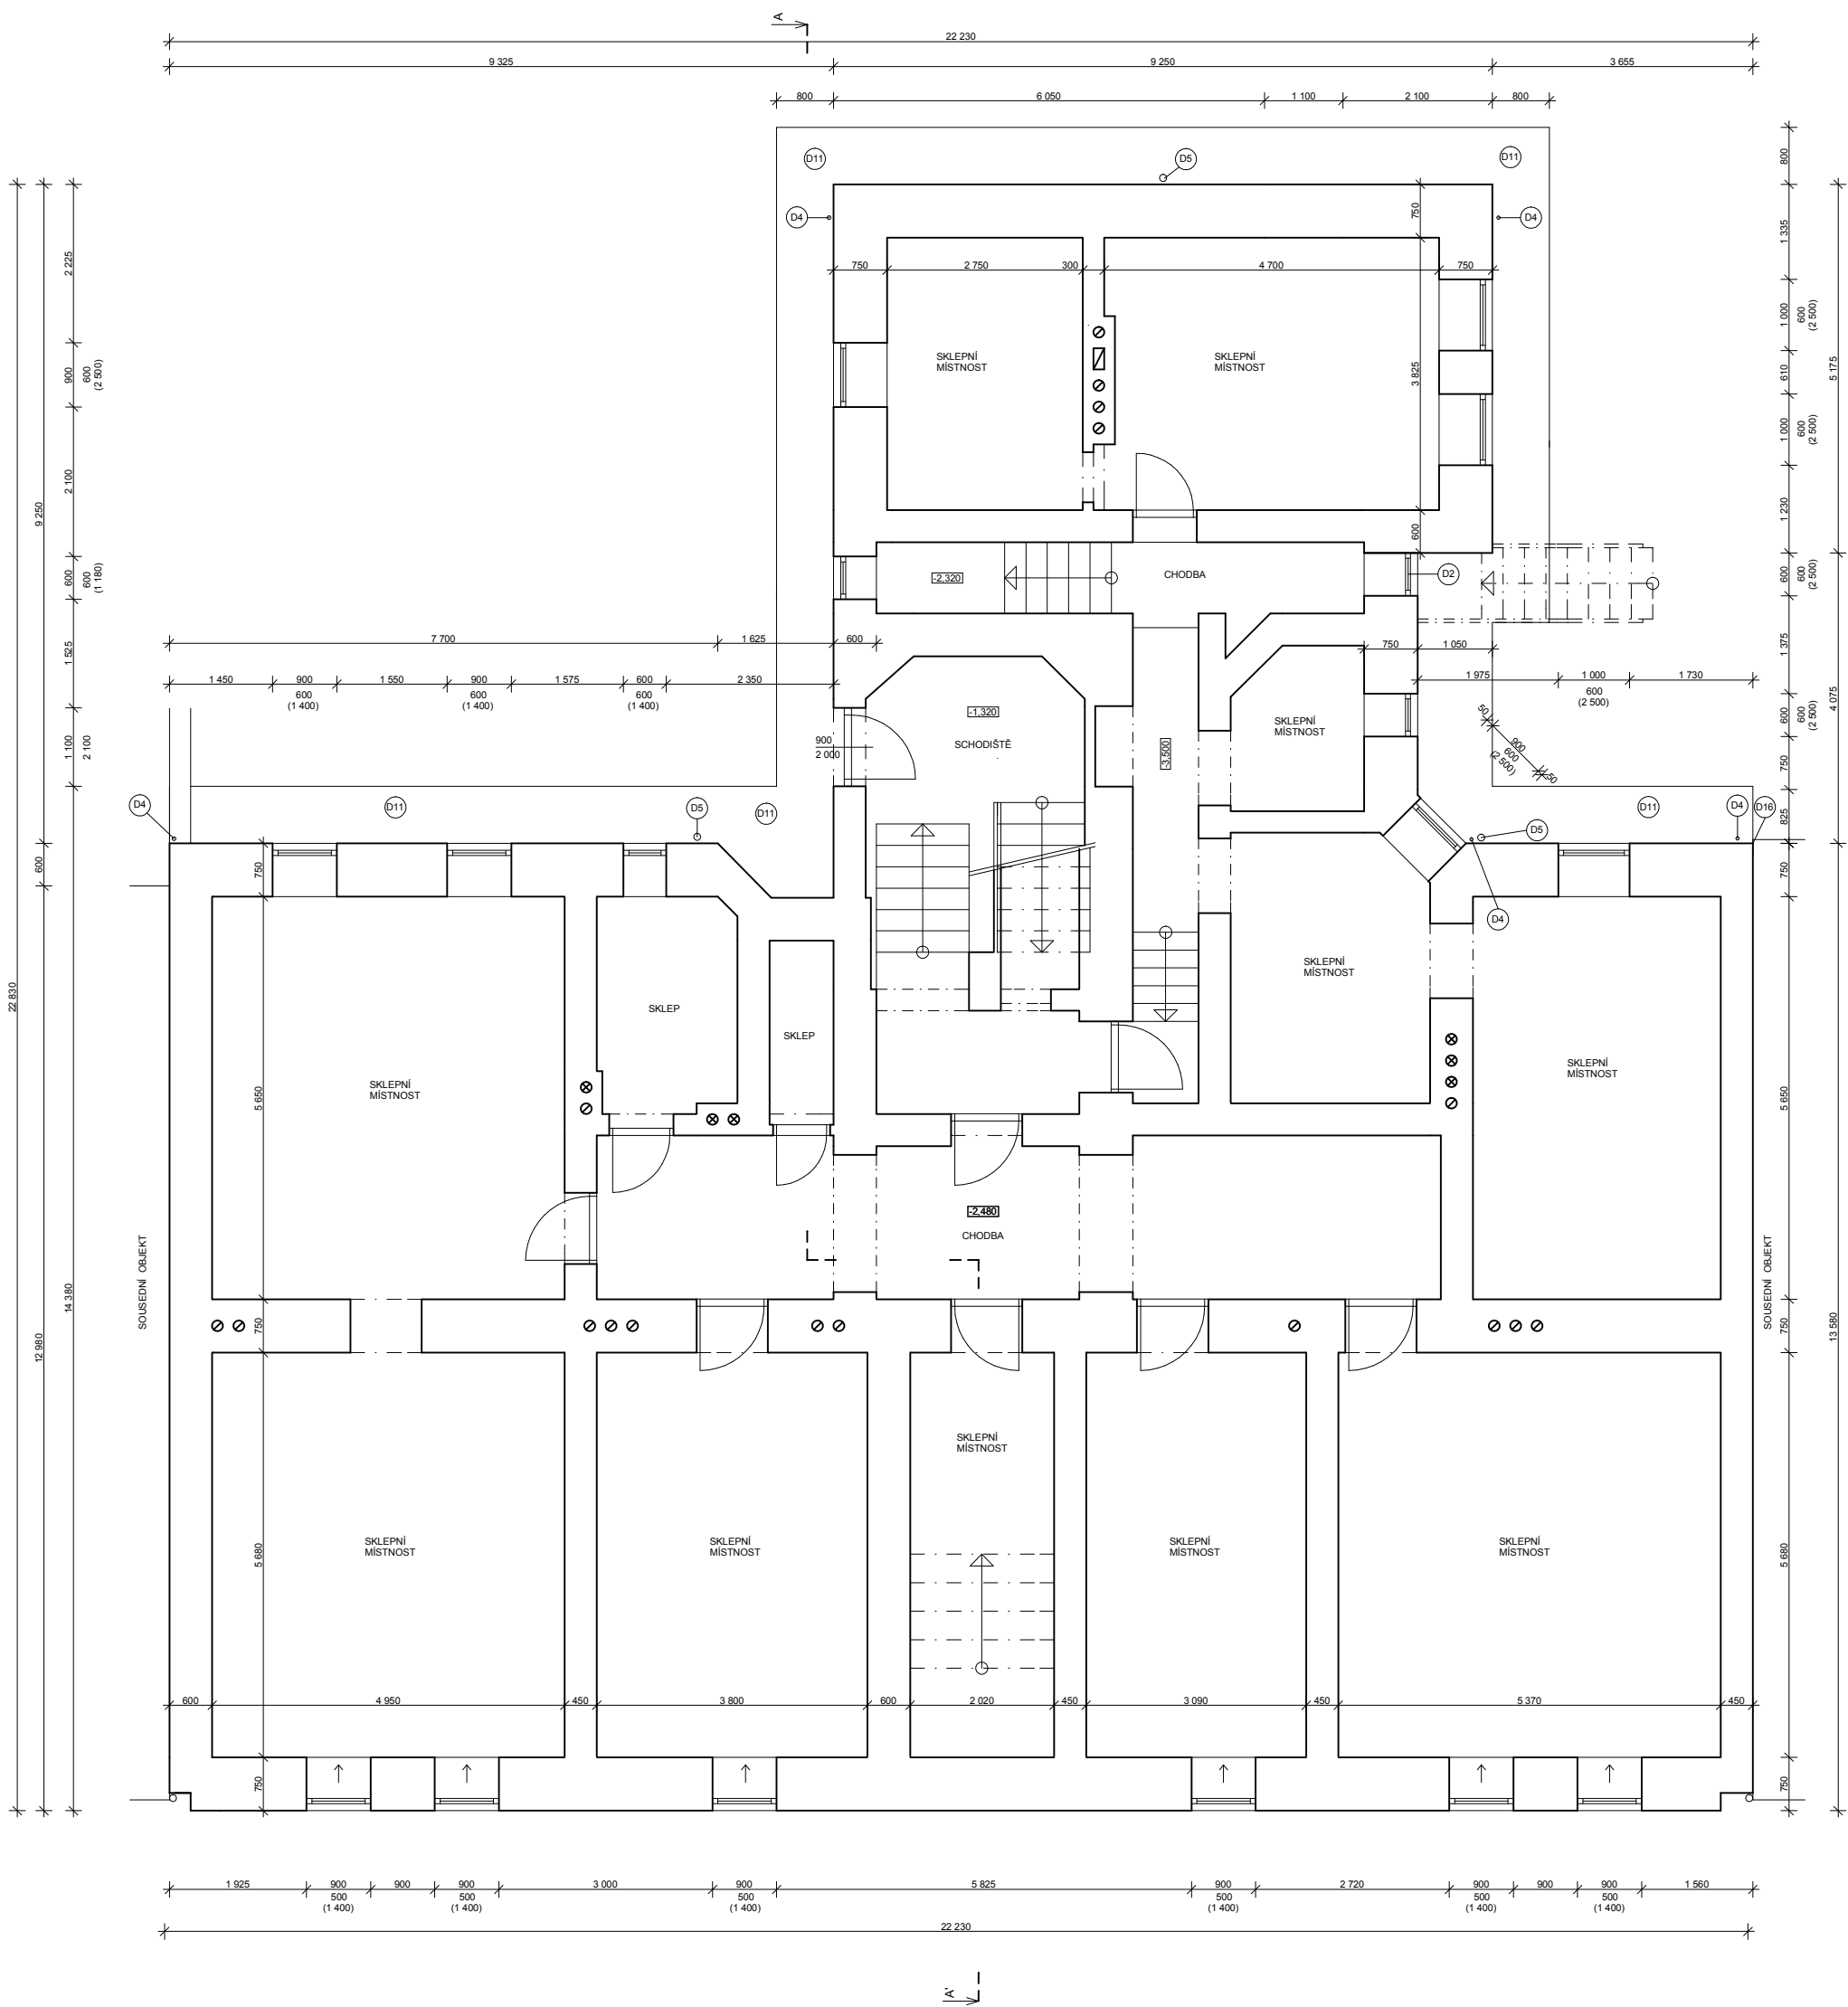 A
22 230
9 325
9 250
3 655
800
6 050
1 100
2 100
800
D11
D5
D11
D4
D4
800
750
2 225
1 335
750
2 750
300
4 700
750
1 000
600
(2 500)
SKLEPNÍ
MÍSTNOST
SKLEPNÍ
MÍSTNOST
3 825
900
600
(2 500)
610
5 175
1 000
600
(2 500)
2 100
9 250
1 230
600
600
600
(1 180)
-2,320
CHODBA
D2
600
600
(2 500)
7 700
1 625
600
1 525
750
1 050
1 375
1 450
900
600
(1 400)
1 550
900
600
(1 400)
1 575
600
600
(1 400)
2 350
1 975
1 000
600
(2 500)
1 730
4 075
-1,320
SCHODIŠTĚ
900
2 000
-3,500
SKLEPNÍ
MÍSTNOST
600
600
(2 500)
50
900
600
(2 500)
50
1 100
2 100
750
D4
D11
D5
D11
D5
D11
D4
D16
825
600
750
750
D4
22 830
SKLEPNÍ
MÍSTNOST
SKLEP
SKLEP
SKLEPNÍ
MÍSTNOST
SKLEPNÍ
MÍSTNOST
5 650
5 650
-2,480
CHODBA
SOUSEDNÍ OBJEKT
SOUSEDNÍ OBJEKT
14 380
12 980
13 580
750
750
SKLEPNÍ
MÍSTNOST
SKLEPNÍ
MÍSTNOST
SKLEPNÍ
MÍSTNOST
SKLEPNÍ
MÍSTNOST
SKLEPNÍ
MÍSTNOST
5 680
5 680
600
4 950
450
3 800
600
2 020
450
3 090
450
5 370
450
750
750
1 925
900
500
(1 400)
900
900
500
(1 400)
3 000
900
500
(1 400)
5 825
900
500
(1 400)
2 720
900
500
(1 400)
900
900
500
(1 400)
1 560
22 230
A'